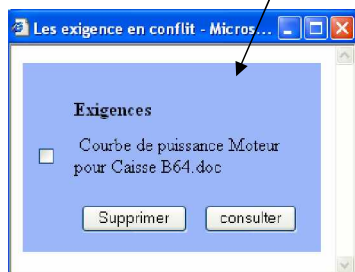 Les exigence en conflit - Micros...
Exigences
Courbe de puissance Moteur
pour Caisse B64.doc
Supprimer consulter